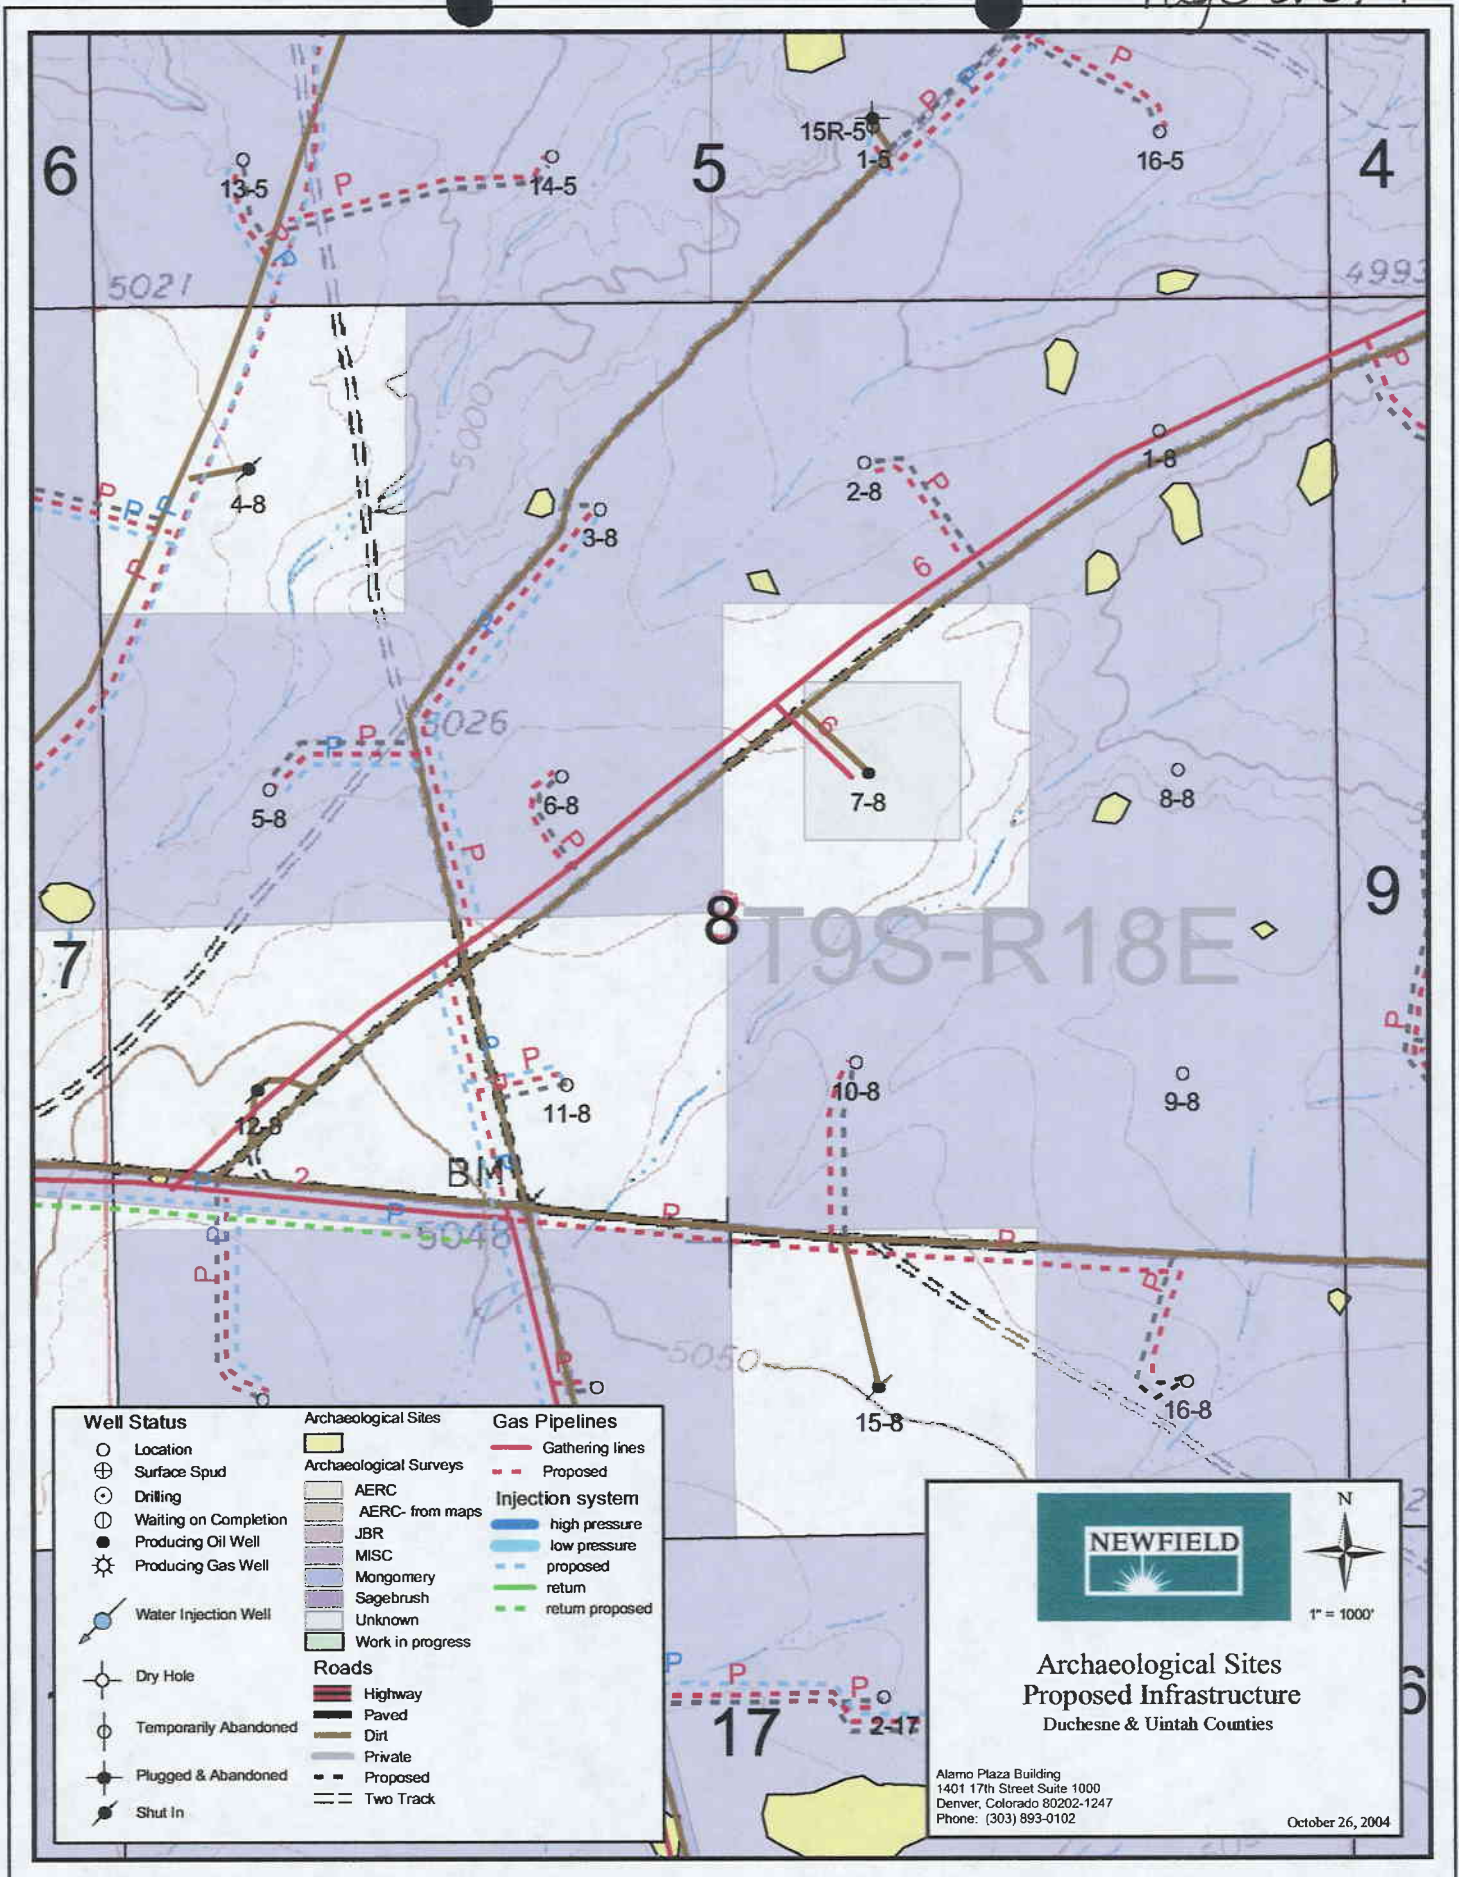 6
5
4
15R-5
1-5
16-5
13-5
14-5
P
P
P
P
P
P
P
5021
4993
5000
1-8
2-8
4-8
3-8
P
P
P
P
P
P
P
6
5026
P
P
P
6
5-8
6-8
7-8
8-8
P
P
7
8
9
T9S-R18E
P
P
P
P
10-8
9-8
11-8
12-8
BM
P
2
P
P
P
P
P
5048
P
P
P
5050
P
15-8
16-8
Well Status
Location
Surface Spud
Drilling
Waiting on Completion
Producing Oil Well
Producing Gas Well
Water Injection Well
Dry Hole
Temporarily Abandoned
Plugged & Abandoned
Shut In
Archaeological Sites
Archaeological Surveys
AERC
AERC- from maps
JBR
MISC
Mongomery
Sagebrush
Unknown
Work in progress
Roads
Highway
Paved
Dirt
Private
Proposed
Two Track
Gas Pipelines
Gathering lines
Proposed
Injection system
high pressure
low pressure
proposed
return
return proposed
P
P
P
2-17
17
NEWFIELD
N
1" = 1000'
Archaeological Sites
Proposed Infrastructure
Duchesne & Uintah Counties
Alamo Plaza Building
1401 17th Street Suite 1000
Denver, Colorado 80202-1247
Phone: (303) 893-0102
October 26, 2004